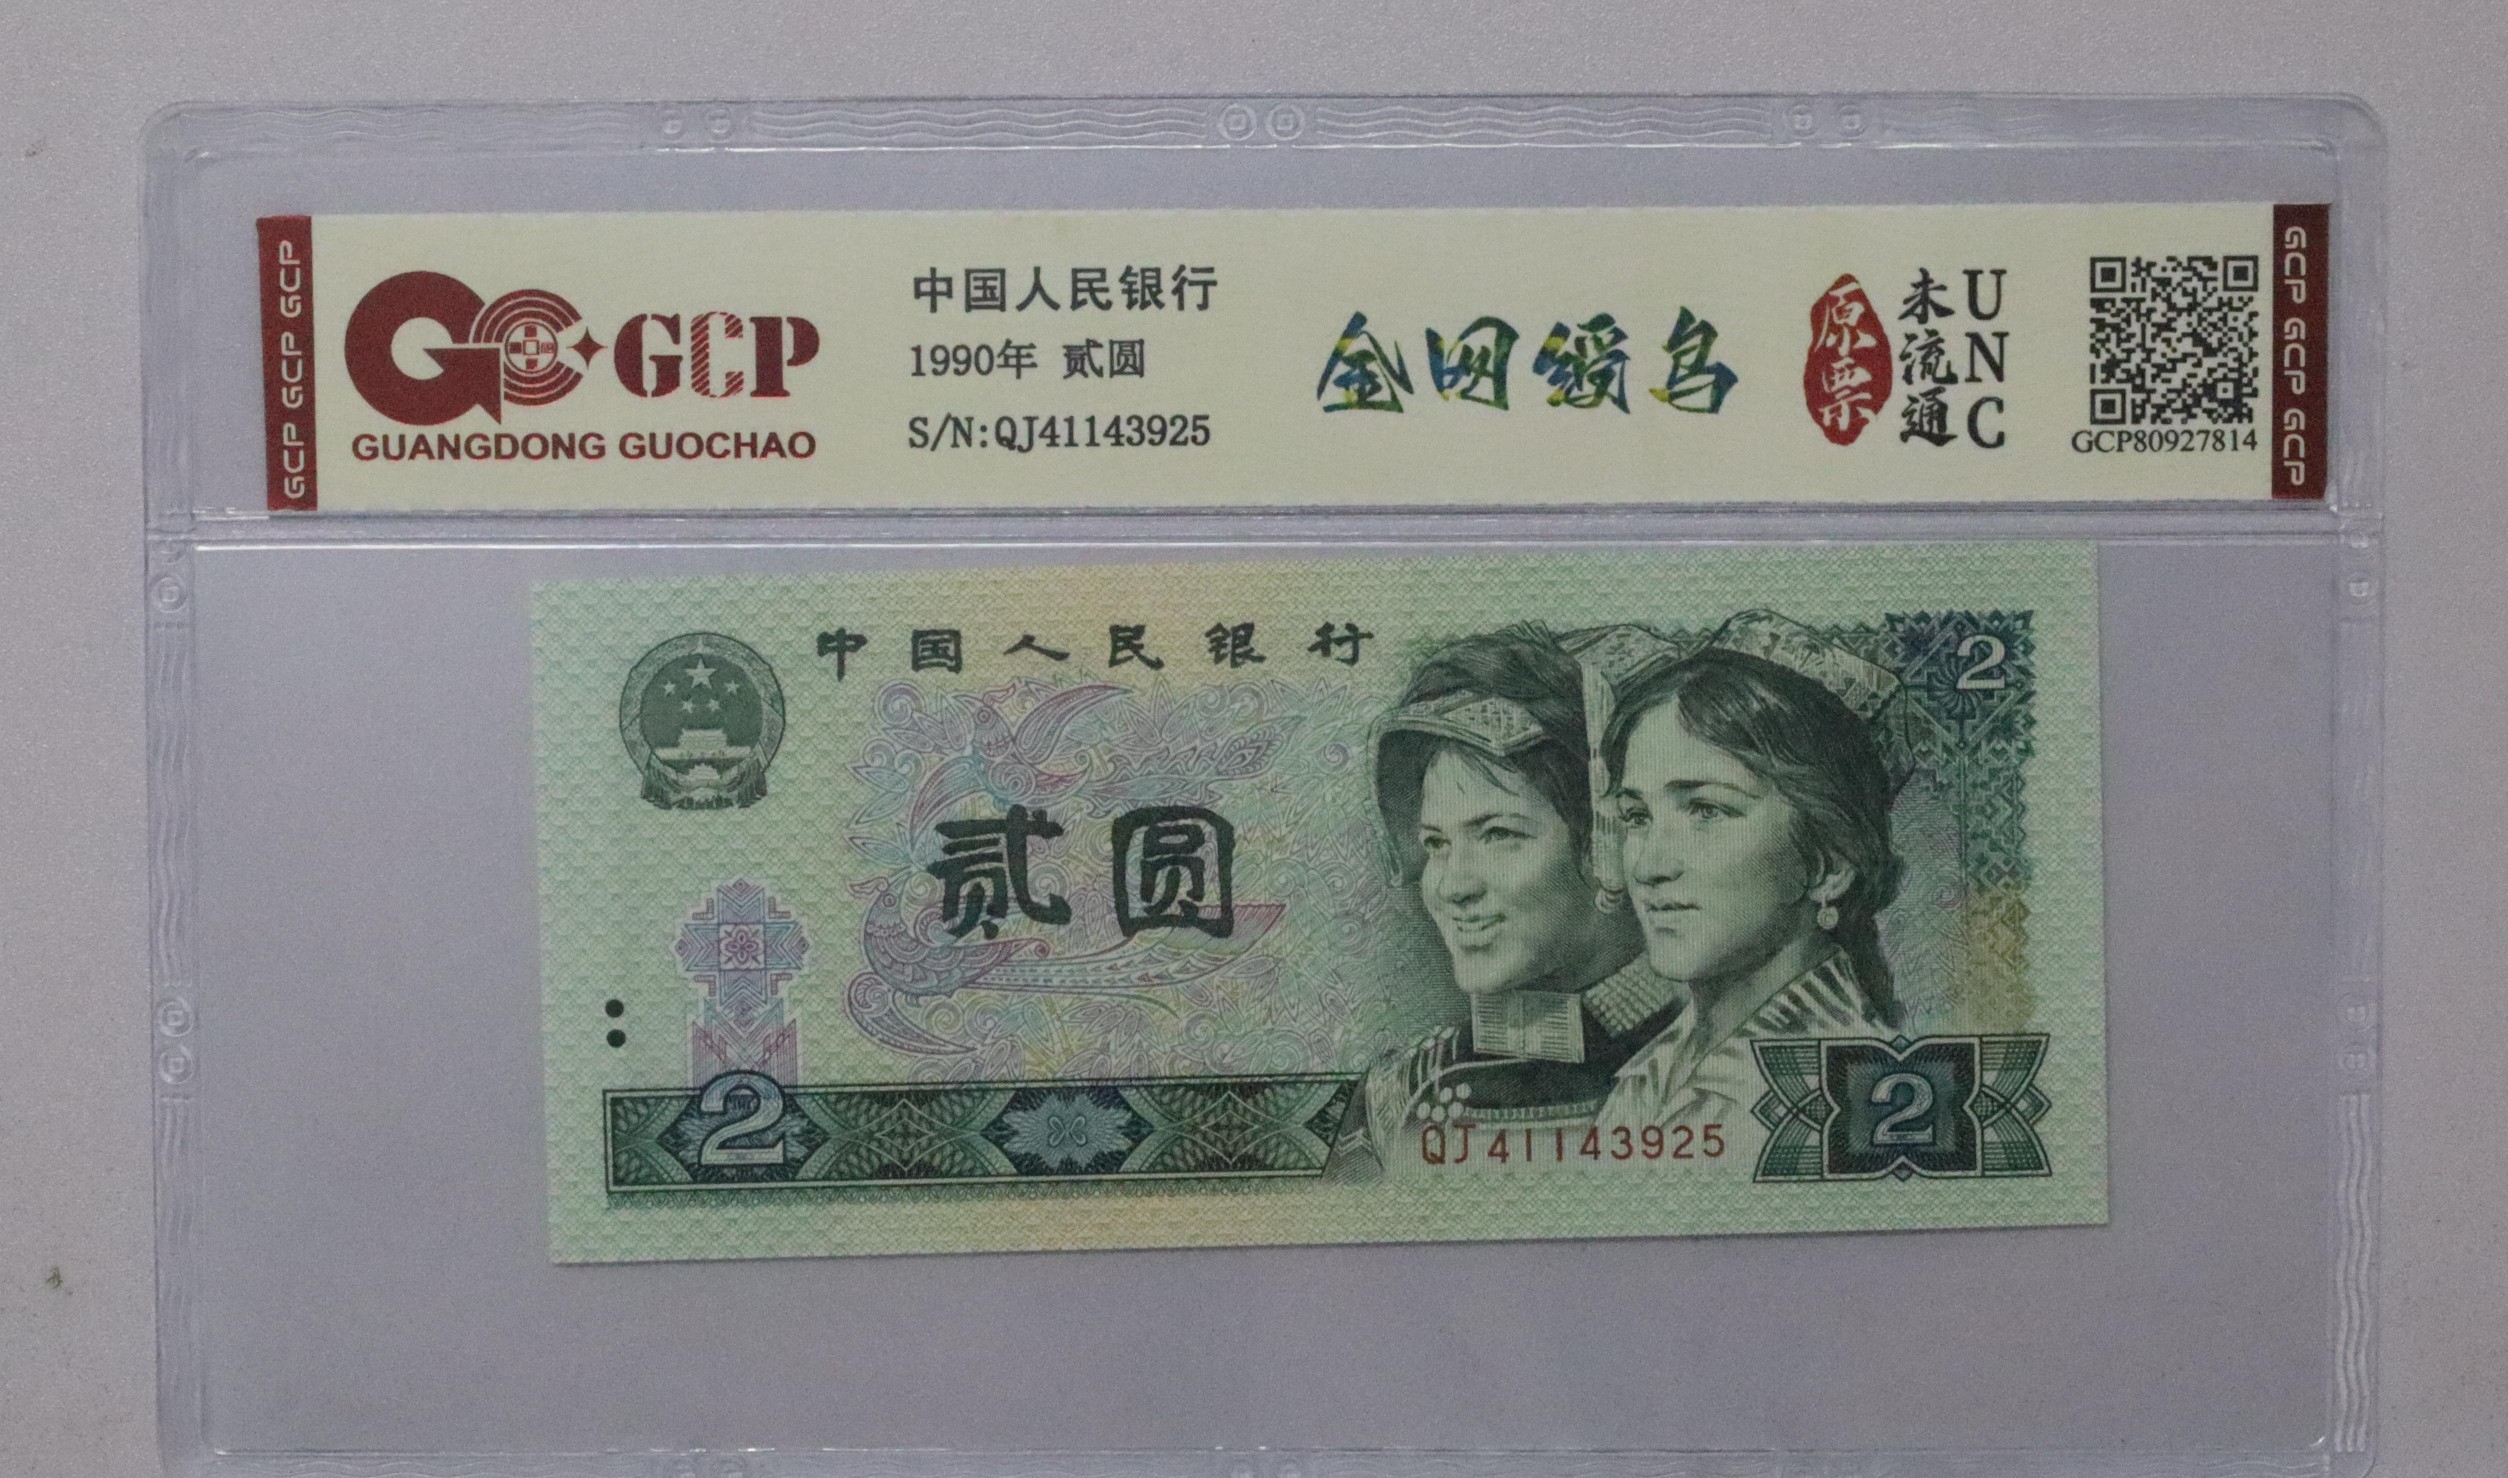 GCP GCP GCP
GCP
GUANGDONG GUOCHAO
中国人民银行
1990年 贰圆
S/N:QJ41143925
金网绶鸟
原票
未流通
UNC
GCP80927814
GCP GCP GCP
中国人民银行
2
贰圆
2
QJ41143925
2